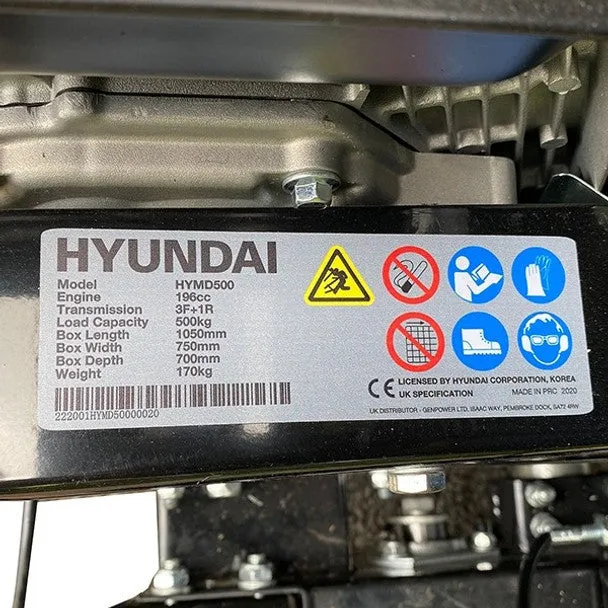 HYUNDAI
Model HYMD500
Engine 196cc
Transmission 3F+1R
Load Capacity 500kg
Box Length 1050mm
Box Width 750mm
Box Depth 700mm
Weight 170kg
222001HYMD50000020
CE LICENSED BY HYUNDAI CORPORATION, KOREA
UK SPECIFICATION MADE IN PRC 2020
UK DISTRIBUTOR - GENPOWER LTD, ISAAC WAY, PEMBROKE DOCK, SA72 4RW